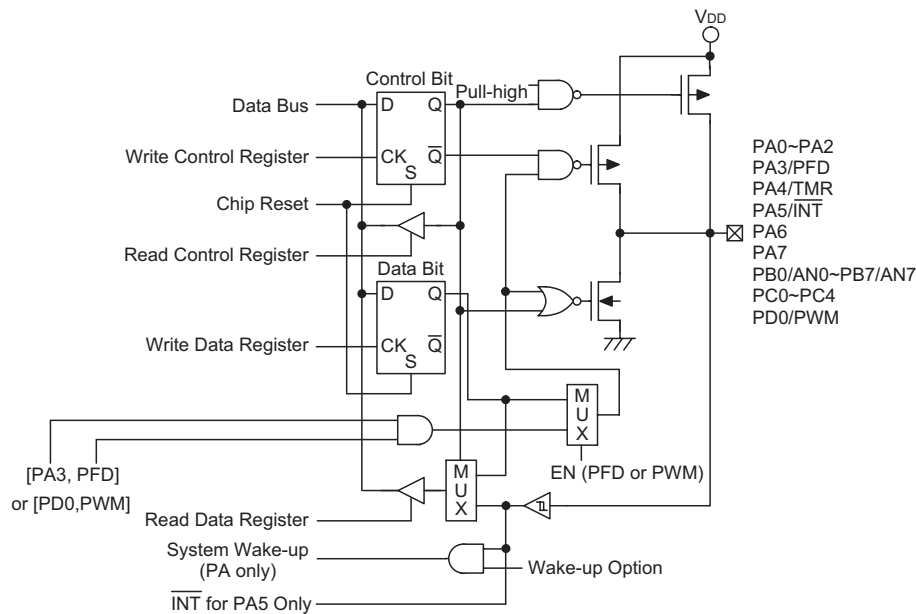 VDD
Control Bit
Pull-high
Data Bus
D
Q
Write Control Register
CK
Q̅
S
Chip Reset
Read Control Register
Data Bit
D
Q
Write Data Register
CK
Q̅
S
PA0~PA2
PA3/PFD
PA4/TMR
PA5/I̅N̅T̅
PA6
PA7
PB0/AN0~PB7/AN7
PC0~PC4
PD0/PWM
M
U
X
[PA3, PFD]
or [PD0,PWM]
EN (PFD or PWM)
M
U
X
Read Data Register
System Wake-up
(PA only)
Wake-up Option
I̅N̅T̅ for PA5 Only